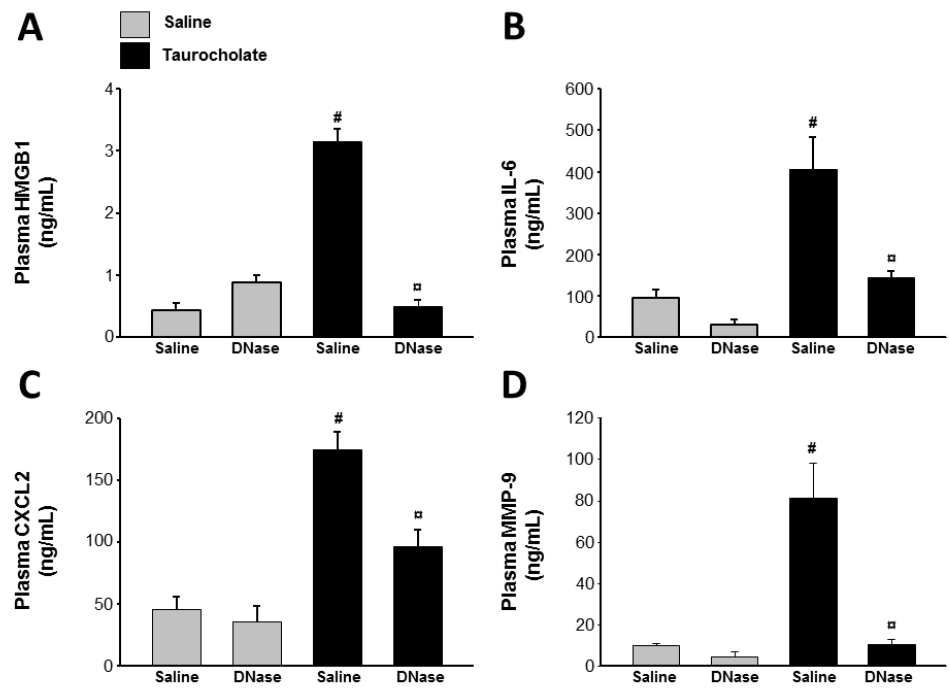 A
Saline
Taurocholate
Plasma HMGB1
(ng/mL)
4
3
2
1
0
#
¤
Saline DNase Saline DNase
B
Plasma IL-6
(ng/mL)
600
500
400
300
200
100
0
#
¤
Saline DNase Saline DNase
C
Plasma CXCL2
(ng/mL)
200
150
100
50
0
#
¤
Saline DNase Saline DNase
D
Plasma MMP-9
(ng/mL)
120
100
80
60
40
20
0
#
¤
Saline DNase Saline DNase